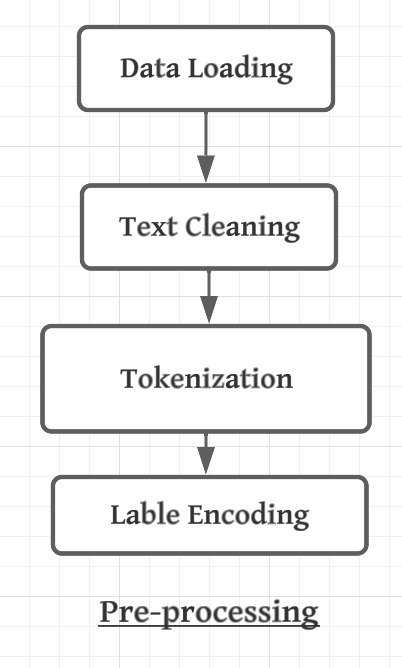 Data Loading
Text Cleaning
Tokenization
Lable Encoding
Pre-processing